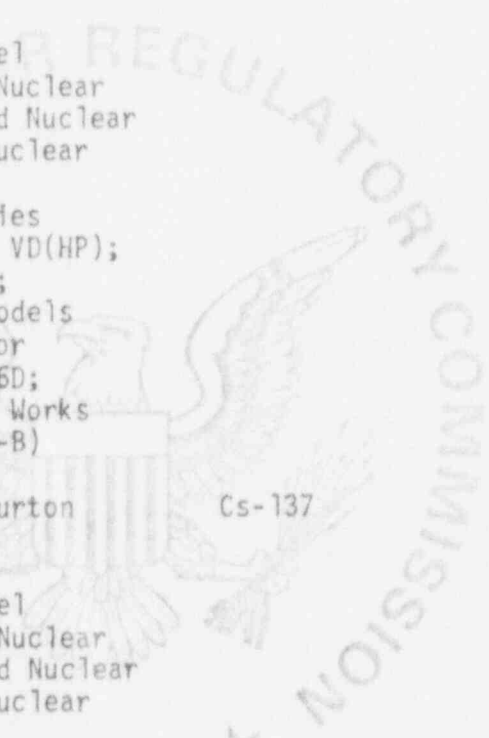 el
Nuclear
d Nuclear
uclear
ies
VD(HP);
;
odels
or
6D;
Works
-B)
urton Cs-137
el
Nuclear
d Nuclear
uclear
R REGULATORY COMMISSION